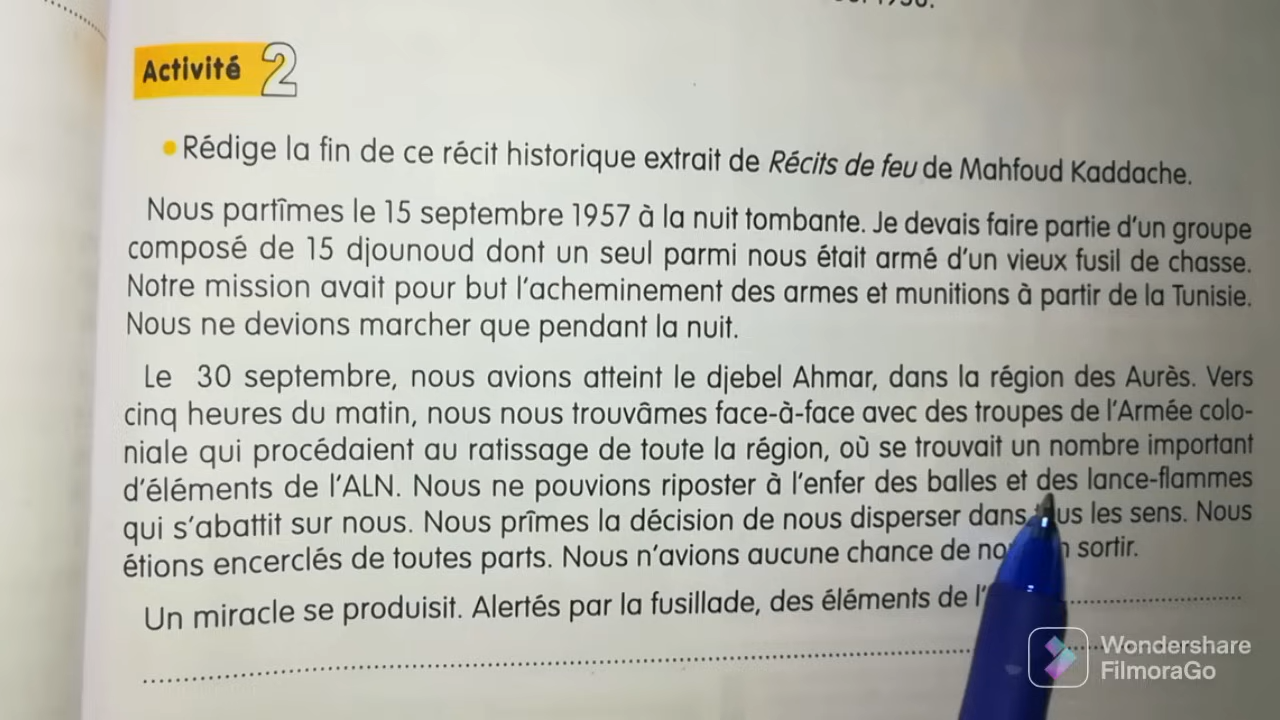 1956.
Activité 2
• Rédige la fin de ce récit historique extrait de Récits de feu de Mahfoud Kaddache.
Nous partîmes le 15 septembre 1957 à la nuit tombante. Je devais faire partie d'un groupe
composé de 15 djounoud dont un seul parmi nous était armé d'un vieux fusil de chasse.
Notre mission avait pour but l'acheminement des armes et munitions à partir de la Tunisie.
Nous ne devions marcher que pendant la nuit.
Le 30 septembre, nous avions atteint le djebel Ahmar, dans la région des Aurès. Vers
cinq heures du matin, nous nous trouvâmes face-à-face avec des troupes de l'Armée colo-
niale qui procédaient au ratissage de toute la région, où se trouvait un nombre important
d'éléments de l'ALN. Nous ne pouvions riposter à l'enfer des balles et des lance-flammes
qui s'abattit sur nous. Nous prîmes la décision de nous disperser dans les sens. Nous
étions encerclés de toutes parts. Nous n'avions aucune chance de sortir.
Un miracle se produisit. Alertés par la fusillade, des éléments de l'
Wondershare
FilmoraGo